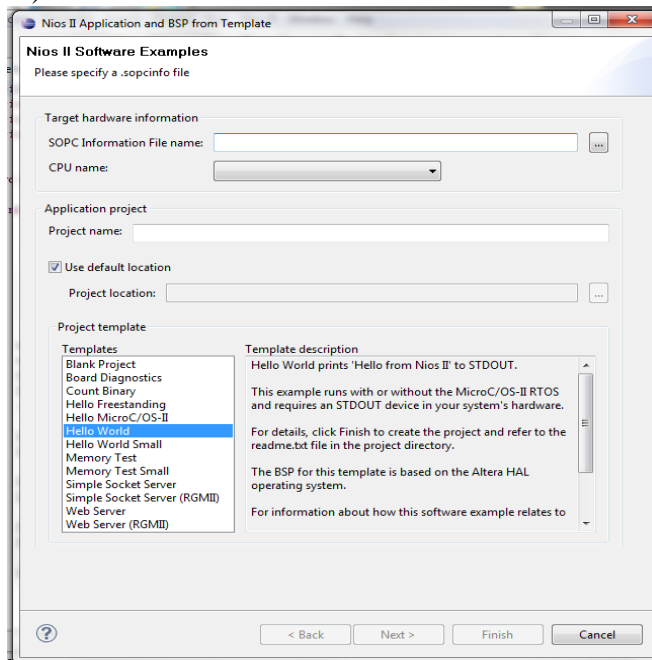 Nios II Application and BSP from Template
Nios II Software Examples
Please specify a .sopcinfo file
Target hardware information
SOPC Information File name:
...
CPU name:
Application project
Project name:
Use default location
Project location:
...
Project template
Templates
Blank Project
Board Diagnostics
Count Binary
Hello Freestanding
Hello MicroC/OS-II
Hello World
Hello World Small
Memory Test
Memory Test Small
Simple Socket Server
Simple Socket Server (RGMII)
Web Server
Web Server (RGMII)
Template description
Hello World prints 'Hello from Nios II' to STDOUT.
This example runs with or without the MicroC/OS-II RTOS
and requires an STDOUT device in your system's hardware.
For details, click Finish to create the project and refer to the
readme.txt file in the project directory.
The BSP for this template is based on the Altera HAL
operating system.
For information about how this software example relates to
?
< Back
Next >
Finish
Cancel